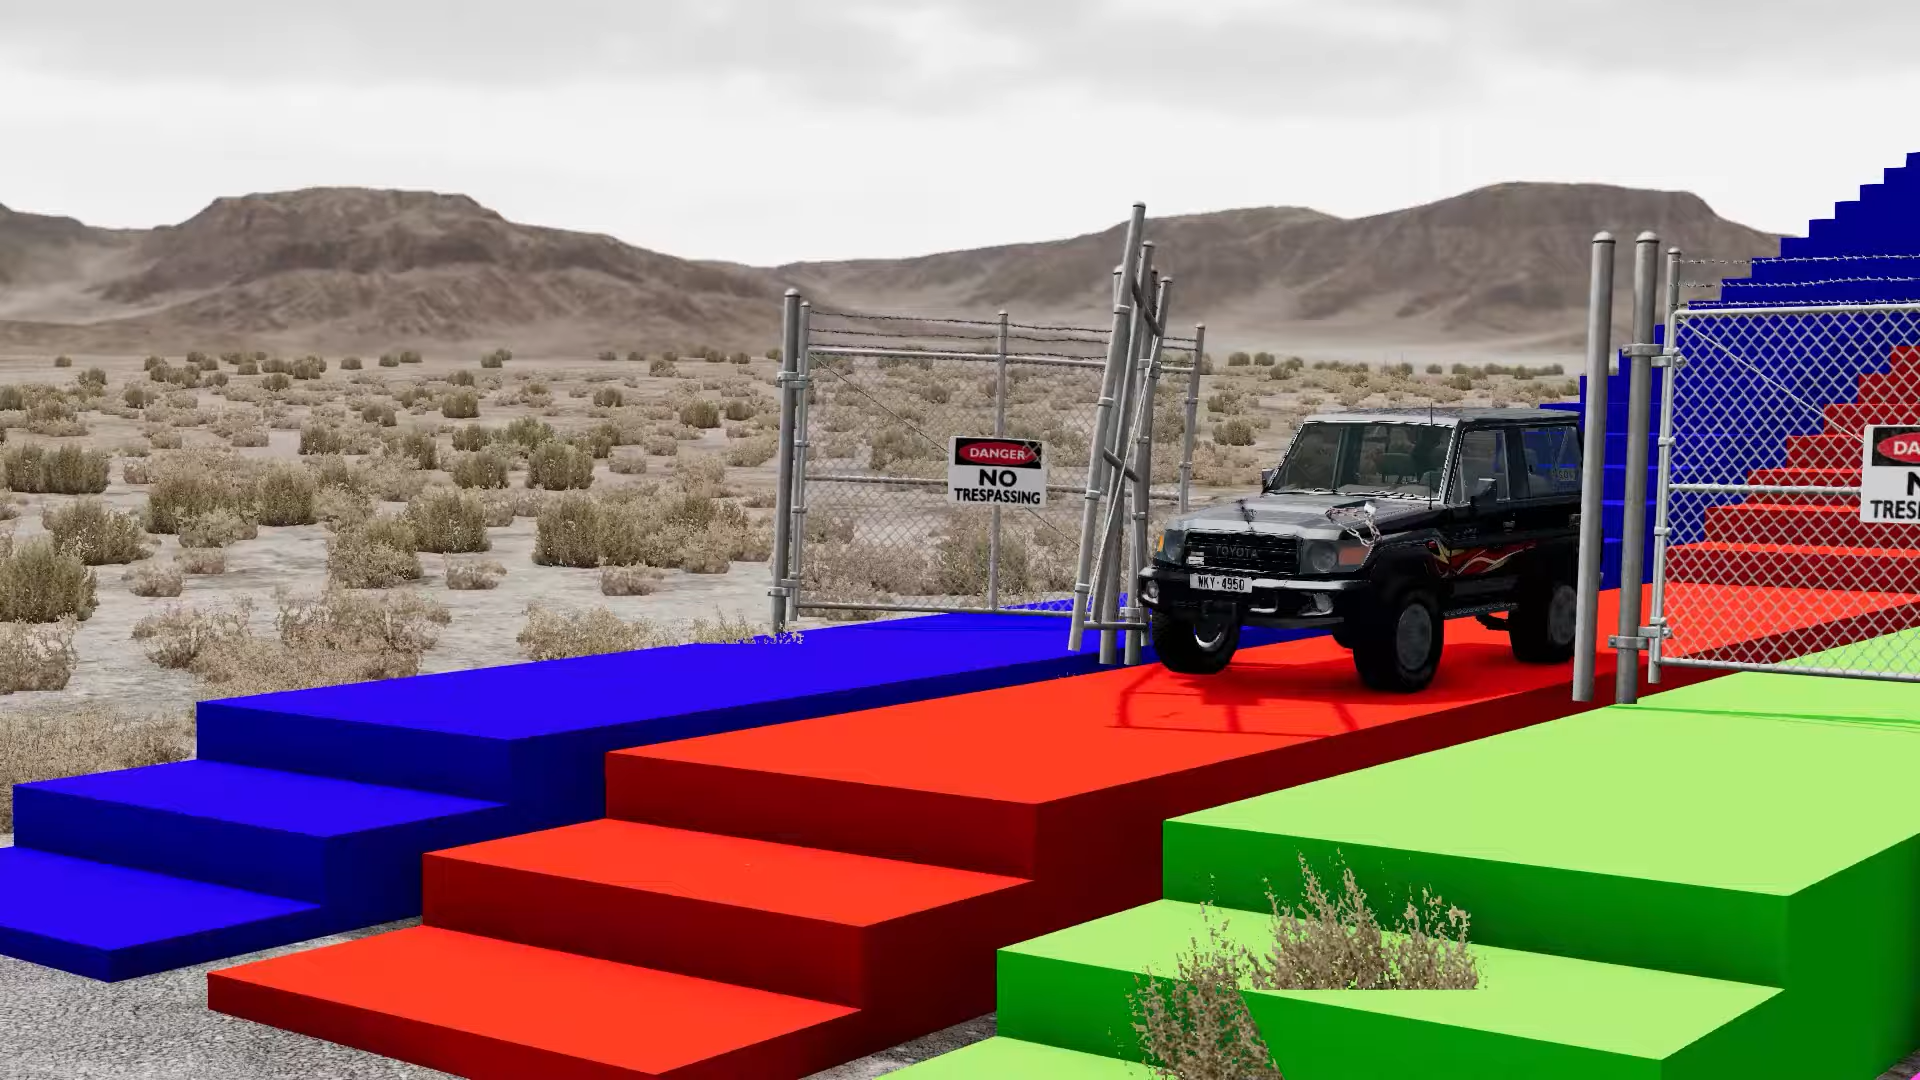 DANGER
NO
TRESPASSING
TOYOTA
WKY·4950
DA
N
TRES